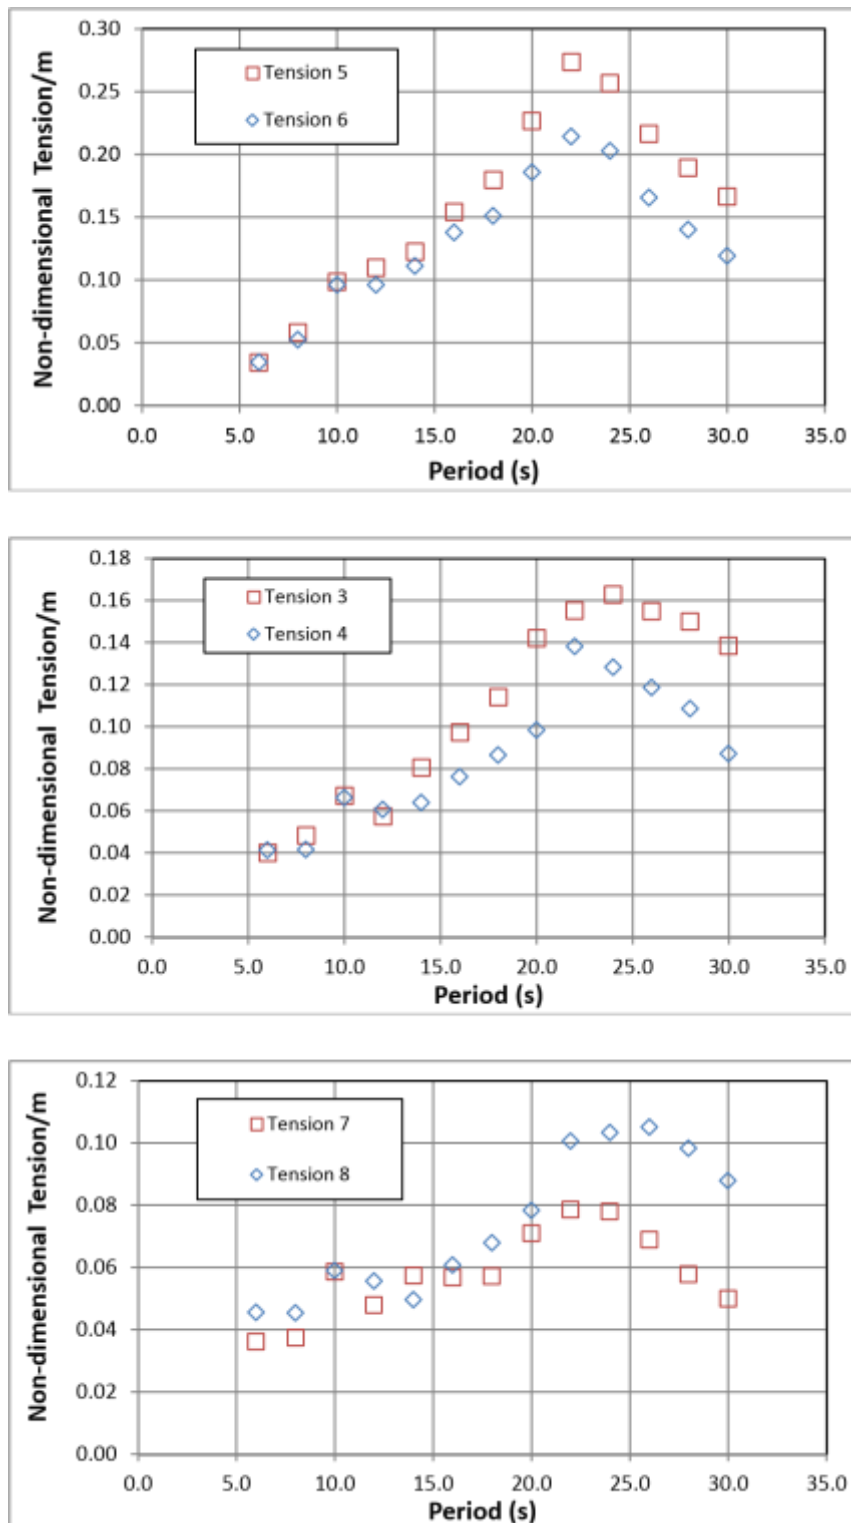 0.30
Tension 5
0.25
Tension 6
0.20
0.15
0.10
0.05
0.00
0.0 5.0 10.0 15.0 20.0 25.0 30.0 35.0
Non-dimensional Tension/m
Period (s)
0.18
0.16
Tension 3
0.14
Tension 4
0.12
0.10
0.08
0.06
0.04
0.02
0.00
0.0 5.0 10.0 15.0 20.0 25.0 30.0 35.0
Non-dimensional Tension/m
Period (s)
0.12
Tension 7
0.10
Tension 8
0.08
0.06
0.04
0.02
0.00
0.0 5.0 10.0 15.0 20.0 25.0 30.0 35.0
Non-dimensional Tension/m
Period (s)